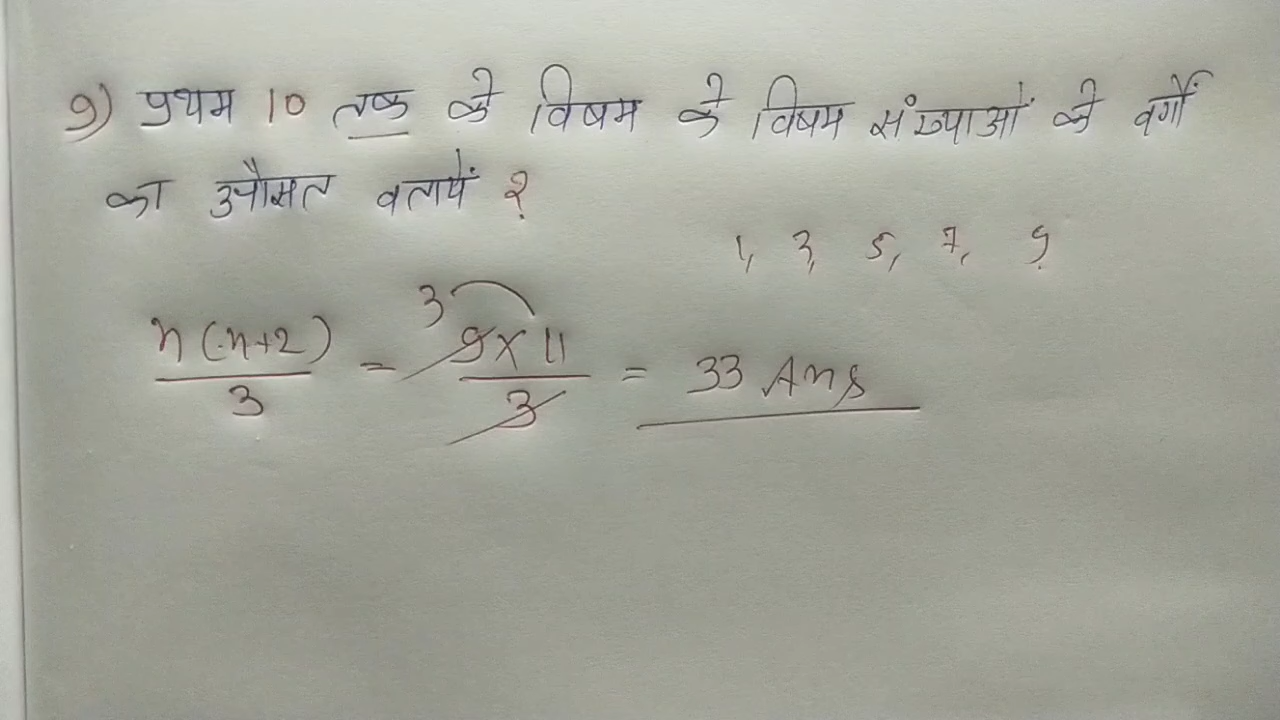 9) प्रथम 10 तक के विषम के विषम संख्याओं के वर्गों
का औसत बतायें ?
1, 3, 5, 7, 9
n(n+2)/3 = 3 9×11/3 = 33 Ans